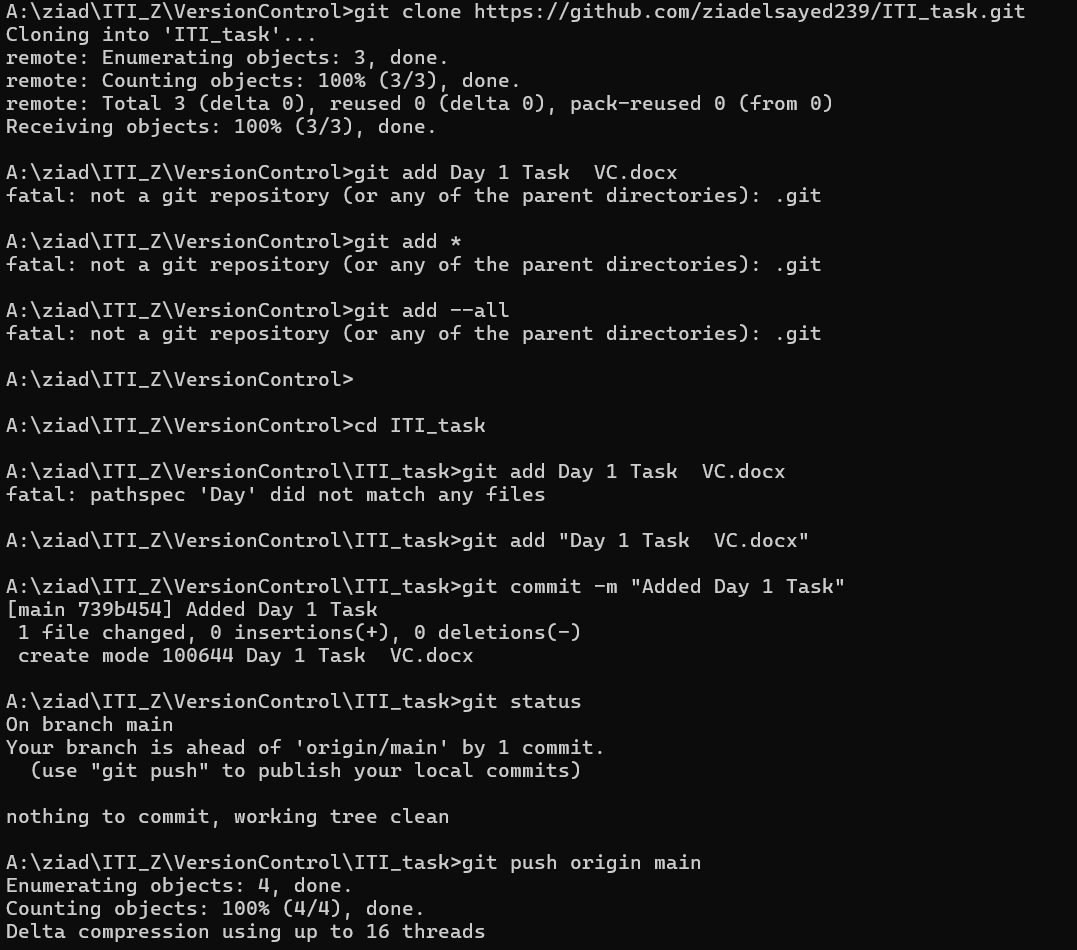 A:\ziad\ITI_Z\VersionControl>git clone https://github.com/ziadelsayed239/ITI_task.git
Cloning into 'ITI_task'...
remote: Enumerating objects: 3, done.
remote: Counting objects: 100% (3/3), done.
remote: Total 3 (delta 0), reused 0 (delta 0), pack-reused 0 (from 0)
Receiving objects: 100% (3/3), done.
A:\ziad\ITI_Z\VersionControl>git add Day 1 Task  VC.docx
fatal: not a git repository (or any of the parent directories): .git
A:\ziad\ITI_Z\VersionControl>git add *
fatal: not a git repository (or any of the parent directories): .git
A:\ziad\ITI_Z\VersionControl>git add --all
fatal: not a git repository (or any of the parent directories): .git
A:\ziad\ITI_Z\VersionControl>
A:\ziad\ITI_Z\VersionControl>cd ITI_task
A:\ziad\ITI_Z\VersionControl\ITI_task>git add Day 1 Task  VC.docx
fatal: pathspec 'Day' did not match any files
A:\ziad\ITI_Z\VersionControl\ITI_task>git add "Day 1 Task  VC.docx"
A:\ziad\ITI_Z\VersionControl\ITI_task>git commit -m "Added Day 1 Task"
[main 739b454] Added Day 1 Task
 1 file changed, 0 insertions(+), 0 deletions(-)
 create mode 100644 Day 1 Task  VC.docx
A:\ziad\ITI_Z\VersionControl\ITI_task>git status
On branch main
Your branch is ahead of 'origin/main' by 1 commit.
  (use "git push" to publish your local commits)
nothing to commit, working tree clean
A:\ziad\ITI_Z\VersionControl\ITI_task>git push origin main
Enumerating objects: 4, done.
Counting objects: 100% (4/4), done.
Delta compression using up to 16 threads